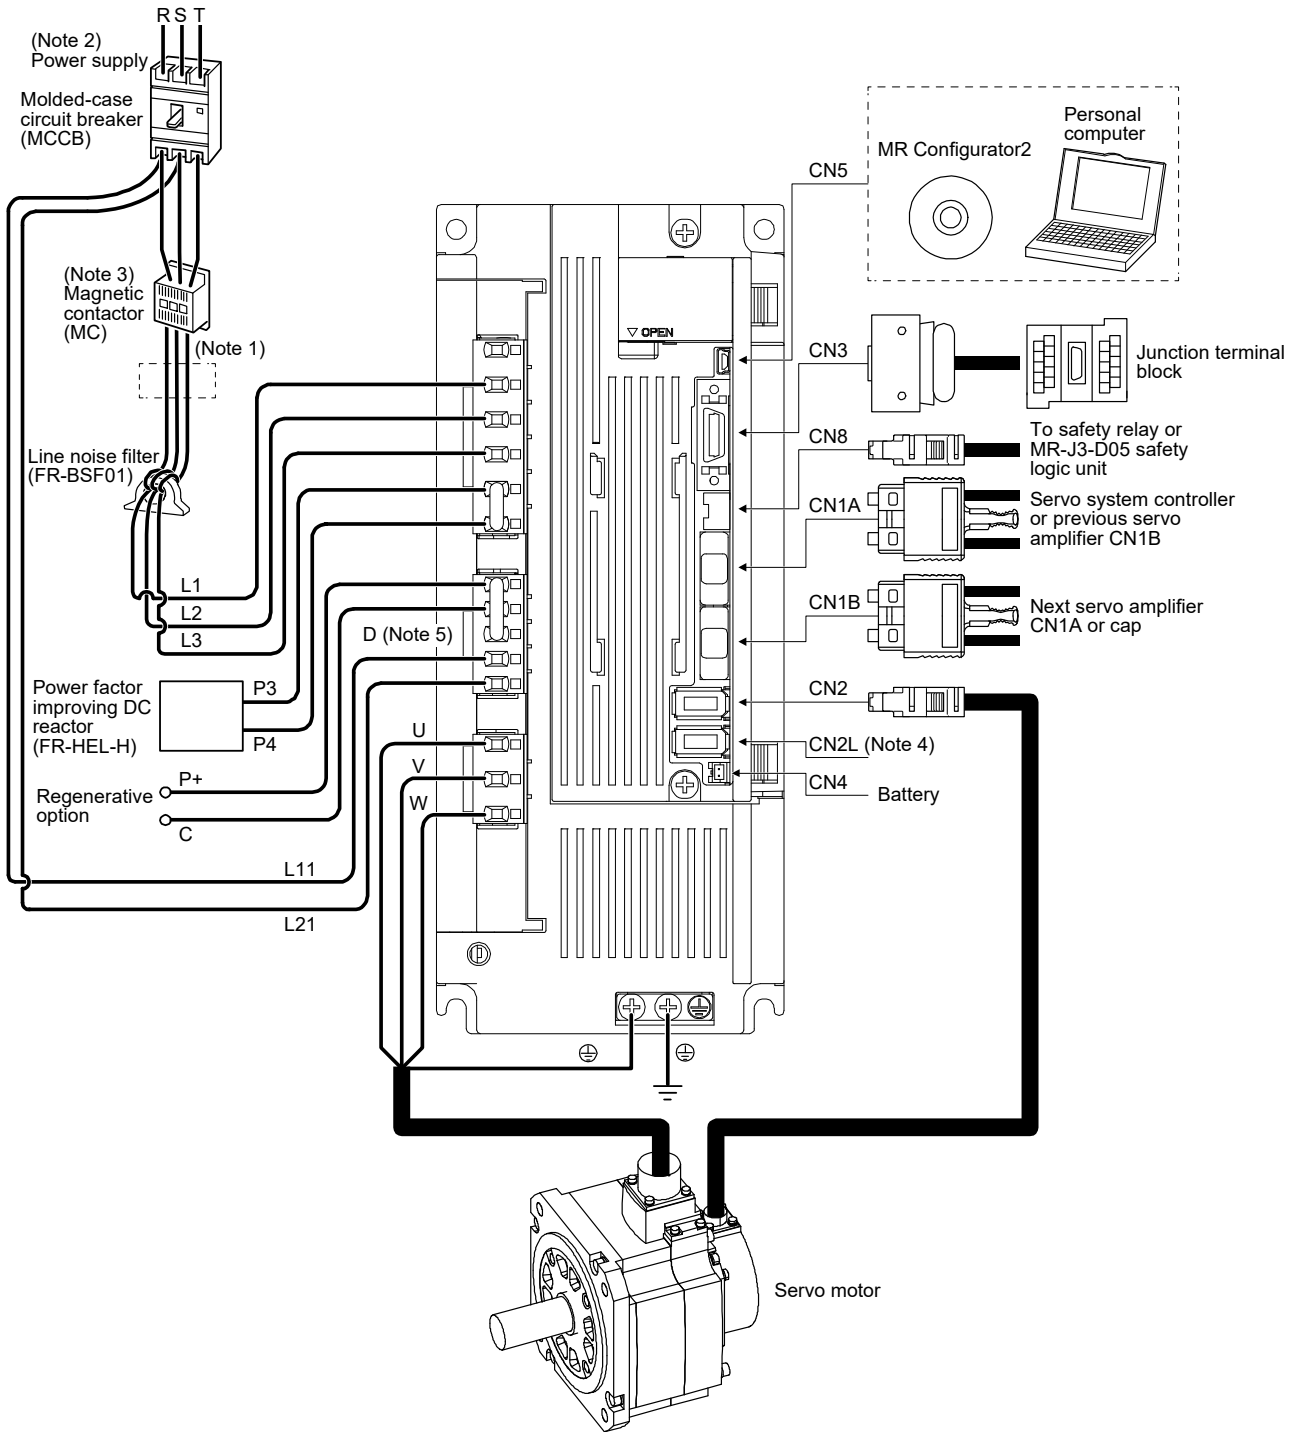 R S T
(Note 2)
Power supply
Molded-case
circuit breaker
(MCCB)
(Note 3)
Magnetic
contactor
(MC)
(Note 1)
Line noise filter
(FR-BSF01)
L1
L2
L3
D (Note 5)
Power factor
improving DC
reactor
(FR-HEL-H)
P3
P4
Regenerative
option
P+
C
L11
L21
U
V
W
▽ OPEN
CN5
MR Configurator2
Personal
computer
CN3
Junction terminal
block
CN8
To safety relay or
MR-J3-D05 safety
logic unit
CN1A
Servo system controller
or previous servo
amplifier CN1B
CN1B
Next servo amplifier
CN1A or cap
CN2
CN2L (Note 4)
CN4
Battery
Servo motor